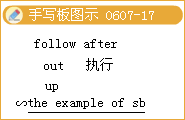 手写板图示 0607-17
follow after
out 执行
up
∽the example of sb